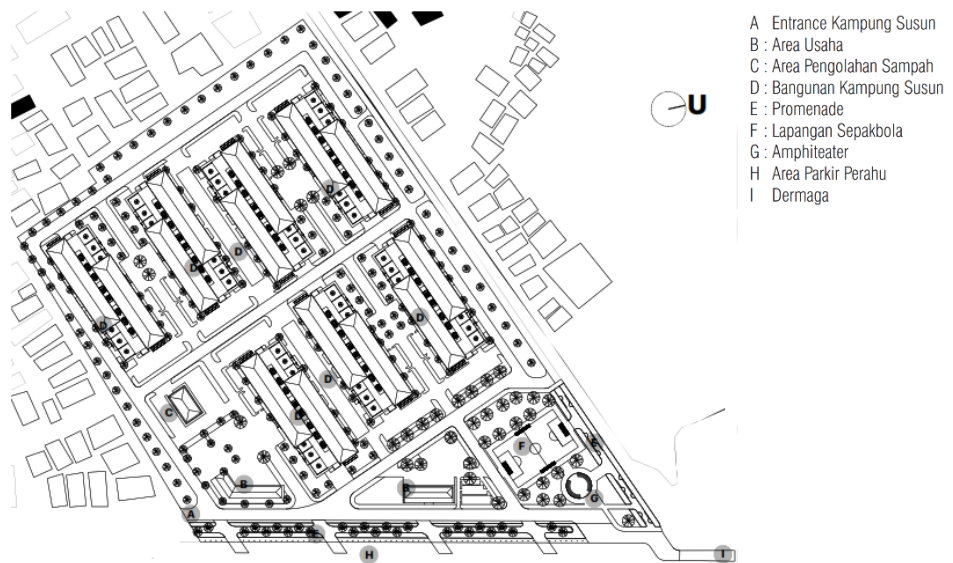 A Entrance Kampung Susun
B : Area Usaha
C : Area Pengolahan Sampah
D : Bangunan Kampung Susun
E : Promenade
F : Lapangan Sepakbola
G : Amphiteater
H Area Parkir Perahu
I Dermaga
U
D
D
D
D
D
D
D
C
F
E
B
B
G
A
E
H
I